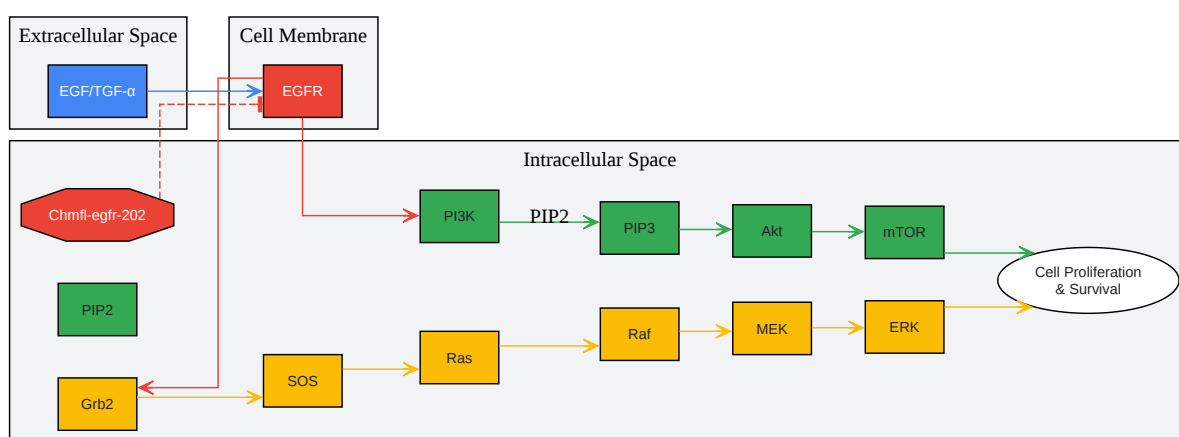 Extracellular Space
Cell Membrane
EGF/TGF-α
EGFR
Intracellular Space
Chmfl-egfr-202
PI3K
PIP2
PIP3
Akt
mTOR
Cell Proliferation
& Survival
PIP2
Grb2
SOS
Ras
Raf
MEK
ERK